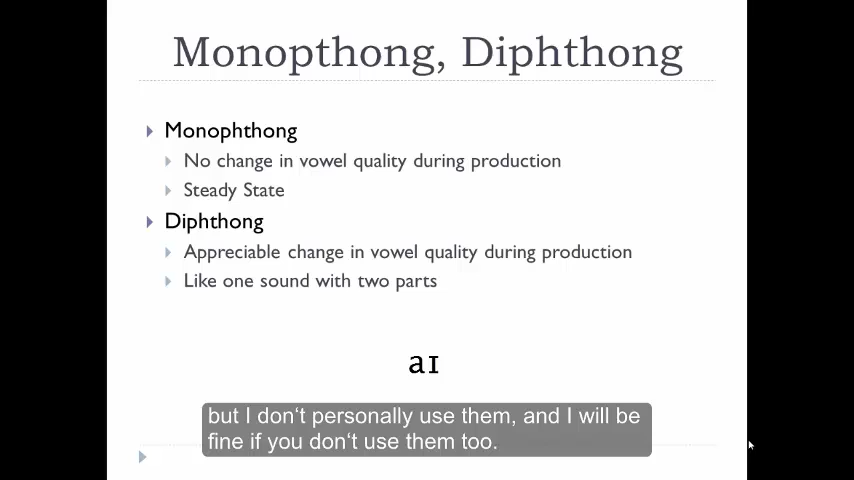 Monopthong, Diphthong
Monophthong
No change in vowel quality during production
Steady State
Diphthong
Appreciable change in vowel quality during production
Like one sound with two parts
aɪ
but I don‘t personally use them, and I will be
fine if you don‘t use them too.